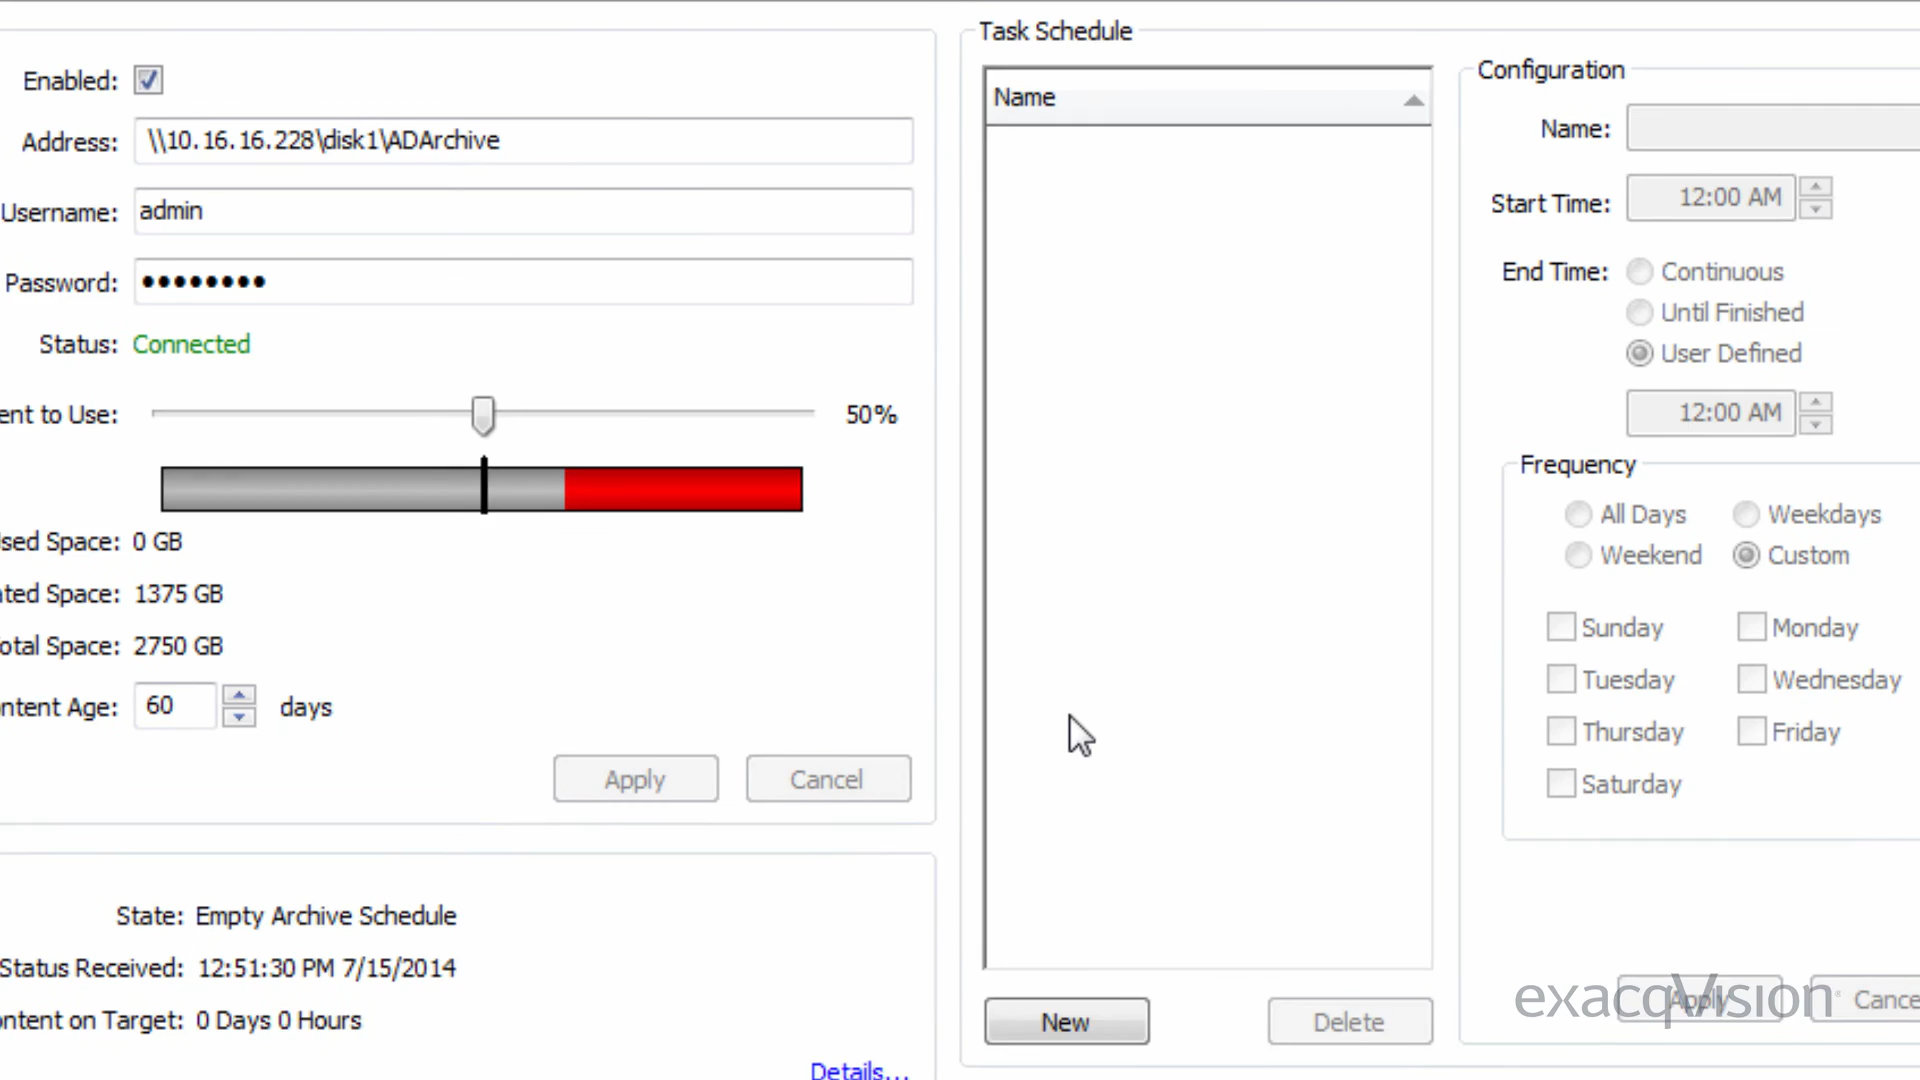 Enabled:
Address: \\10.16.16.228\disk1\ADArchive
Username: admin
Password: ••••••••
Status: Connected
ent to Use: 50%
sed Space: 0 GB
ated Space: 1375 GB
otal Space: 2750 GB
ntent Age: 60 days
Apply Cancel
State: Empty Archive Schedule
Status Received: 12:51:30 PM 7/15/2014
ontent on Target: 0 Days 0 Hours
Details...
Task Schedule
Name
New Delete
Configuration
Name:
Start Time: 12:00 AM
End Time: Continuous
Until Finished
User Defined
12:00 AM
Frequency
All Days Weekdays
Weekend Custom
Sunday Monday
Tuesday Wednesday
Thursday Friday
Saturday
Apply Cance
exacqVision